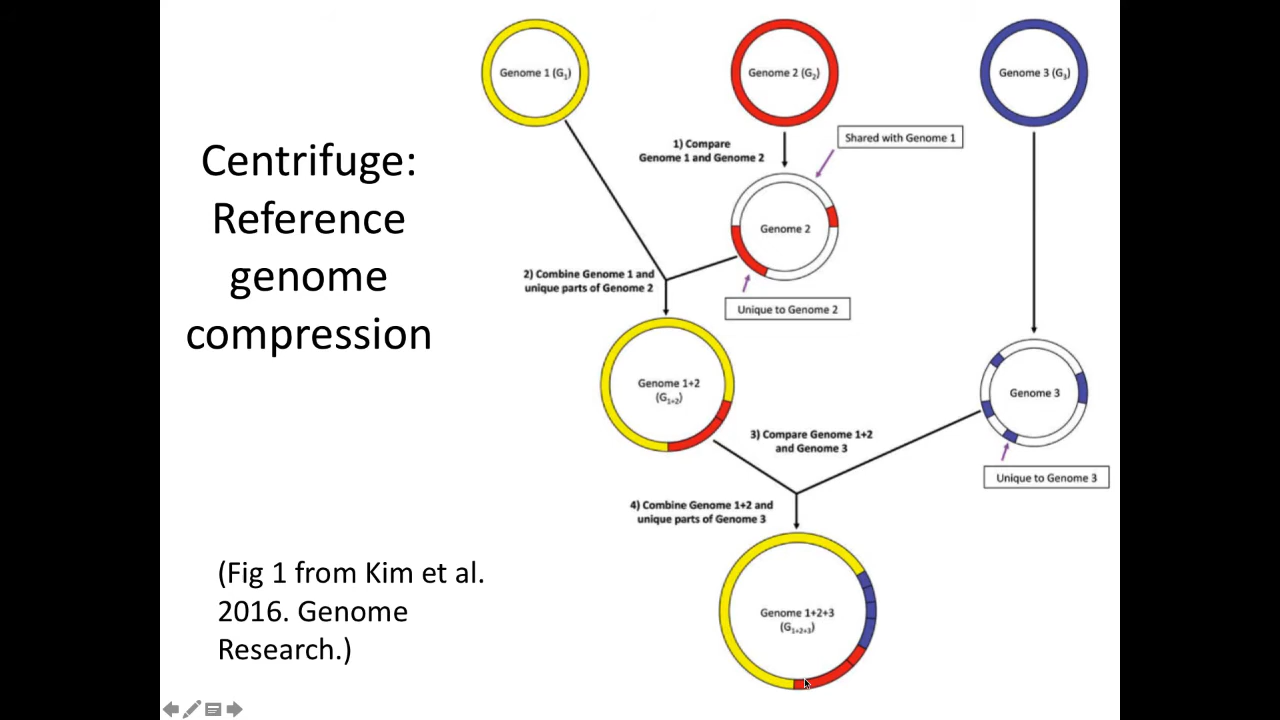 Centrifuge:
Reference
genome
compression
(Fig 1 from Kim et al.
2016. Genome
Research.)
Genome 1 (G₁)
Genome 2 (G₂)
Genome 3 (G₃)
Shared with Genome 1
1) Compare
Genome 1 and Genome 2
Genome 2
2) Combine Genome 1 and
unique parts of Genome 2
Unique to Genome 2
Genome 1+2
(G₁₊₂)
Genome 3
3) Compare Genome 1+2
and Genome 3
Unique to Genome 3
4) Combine Genome 1+2 and
unique parts of Genome 3
Genome 1+2+3
(G₁₊₂₊₃)